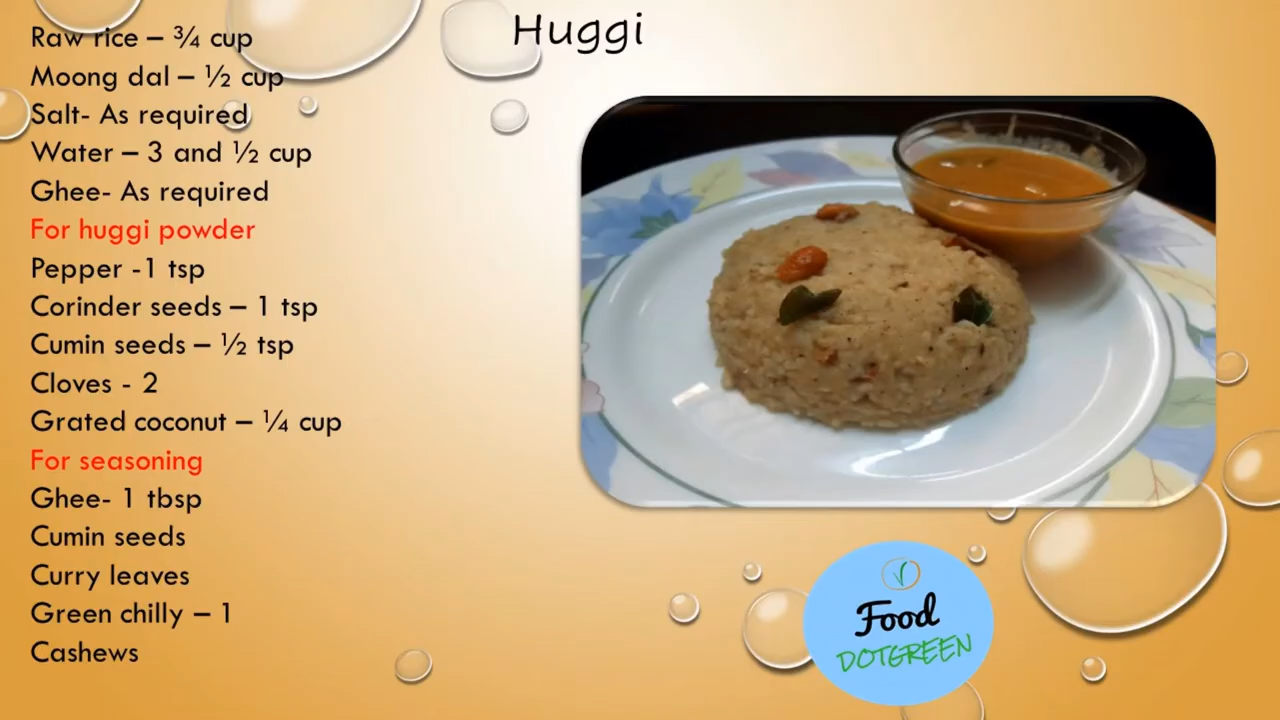 Huggi
Raw rice – ¾ cup
Moong dal – ½ cup
Salt- As required
Water – 3 and ½ cup
Ghee- As required
For huggi powder
Pepper -1 tsp
Corinder seeds – 1 tsp
Cumin seeds – ½ tsp
Cloves - 2
Grated coconut – ¼ cup
For seasoning
Ghee- 1 tbsp
Cumin seeds
Curry leaves
Green chilly – 1
Cashews
Food
DOTGREEN